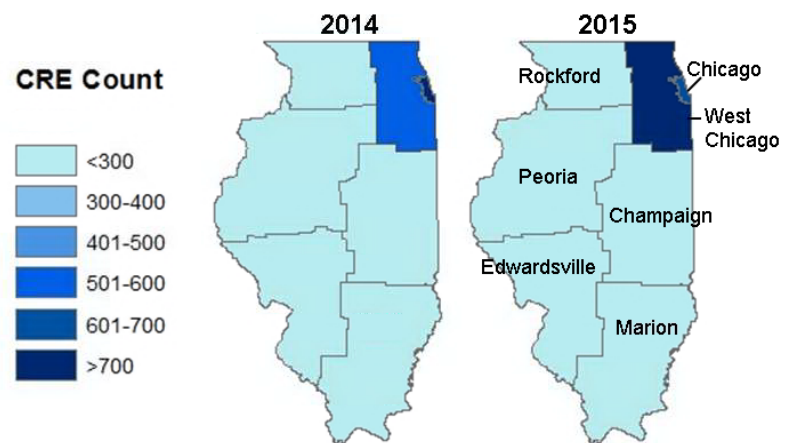 2014
2015
CRE Count
<300
300-400
401-500
501-600
601-700
>700
Rockford
Chicago
West
Chicago
Peoria
Champaign
Edwardsville
Marion